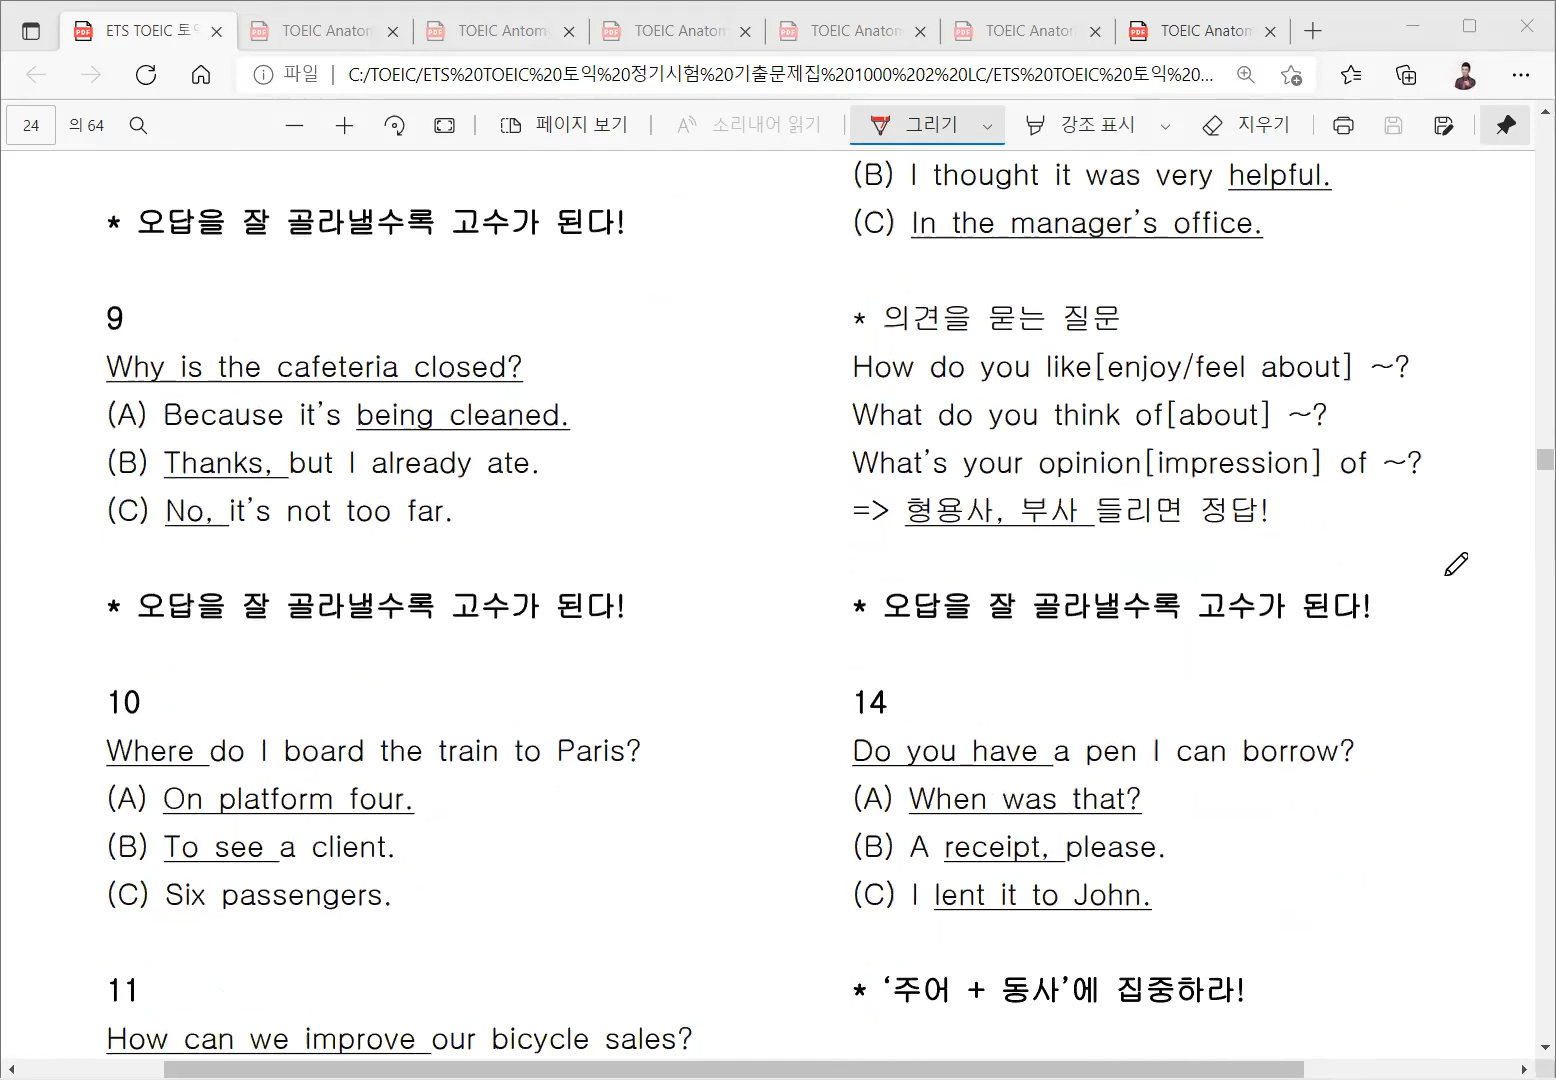 ETS TOEIC 토익
TOEIC Anatom
TOEIC Antom
TOEIC Anaton
TOEIC Anatom
TOEIC Anator
TOEIC Anatom
파일
C:/TOEIC/ETS%20TOEIC%20토익%20정기시험%20기출문제집%201000%202%20LC/ETS%20TOEIC%20토익%20...
24
의 64
페이지 보기
소리내어 읽기
그리기
강조 표시
지우기
* 오답을 잘 골라낼수록 고수가 된다!
9
Why is the cafeteria closed?
(A) Because it's being cleaned.
(B) Thanks, but I already ate.
(C) No, it's not too far.
* 오답을 잘 골라낼수록 고수가 된다!
10
Where do I board the train to Paris?
(A) On platform four.
(B) To see a client.
(C) Six passengers.
11
How can we improve our bicycle sales?
(B) I thought it was very helpful.
(C) In the manager's office.
* 의견을 묻는 질문
How do you like[enjoy/feel about] ~?
What do you think of[about] ~?
What's your opinion[impression] of ~?
=> 형용사, 부사 들리면 정답!
* 오답을 잘 골라낼수록 고수가 된다!
14
Do you have a pen I can borrow?
(A) When was that?
(B) A receipt, please.
(C) I lent it to John.
* ‘주어 + 동사’에 집중하라!